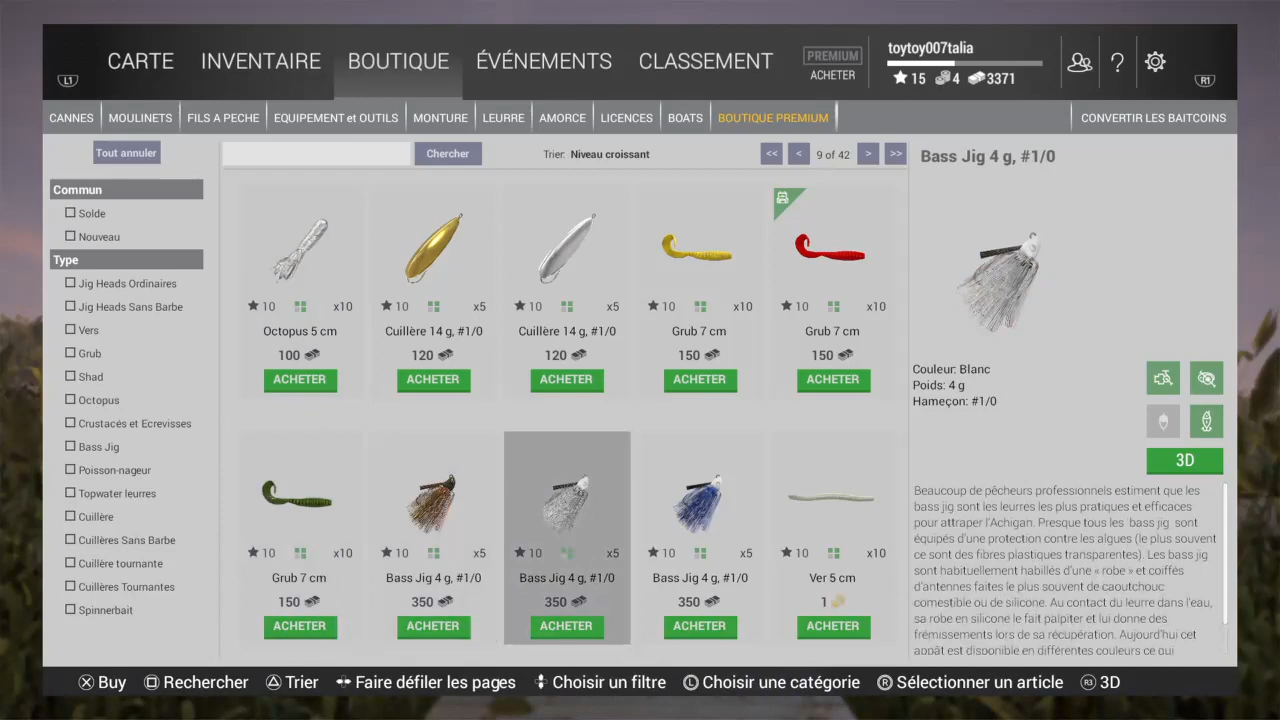 CARTE INVENTAIRE BOUTIQUE ÉVÉNEMENTS CLASSEMENT
PREMIUM
ACHETER
toytoy007talia
15 4 3371
L1
R1
CANNES MOULINETS FILS A PECHE EQUIPEMENT et OUTILS MONTURE LEURRE AMORCE LICENCES BOATS BOUTIQUE PREMIUM CONVERTIR LES BAITCOINS
Tout annuler
Chercher
Trier: Niveau croissant
<< < 9 of 42 > >>
Commun
Solde
Nouveau
Type
Jig Heads Ordinaires
Jig Heads Sans Barbe
Vers
Grub
Shad
Octopus
Crustacés et Ecrevisses
Bass Jig
Poisson-nageur
Topwater leurres
Cuillère
Cuillères Sans Barbe
Cuillère tournante
Cuillères Tournantes
Spinnerbait
10 x10 10 x5 10 x5 10 x10 10 x10
Octopus 5 cm Cuillère 14 g, #1/0 Cuillère 14 g, #1/0 Grub 7 cm Grub 7 cm
100 120 120 150 150
ACHETER ACHETER ACHETER ACHETER ACHETER
10 x10 10 x5 10 x5 10 x5 10 x10
Grub 7 cm Bass Jig 4 g, #1/0 Bass Jig 4 g, #1/0 Bass Jig 4 g, #1/0 Ver 5 cm
150 350 350 350 1
ACHETER ACHETER ACHETER ACHETER ACHETER
Bass Jig 4 g, #1/0
Couleur: Blanc
Poids: 4 g
Hameçon: #1/0
3D
Beaucoup de pêcheurs professionnels estiment que les
bass jig sont les leurres les plus pratiques et efficaces
pour attraper l'Achigan. Presque tous les bass jig sont
équipés d'une protection contre les algues (le plus souvent
ce sont des fibres plastiques transparentes). Les bass jig
sont habituellement habillés d'une « robe » et coiffés
d'antennes faites le plus souvent de caoutchouc
comestible ou de silicone. Au contact du leurre dans l'eau,
sa robe en silicone le fait palpiter et lui donne des
frémissements lors de sa récupération. Aujourd'hui cet
appât est disponible en différentes couleurs ce qui
Buy Rechercher Trier Faire défiler les pages Choisir un filtre L Choisir une catégorie R Sélectionner un article R3 3D